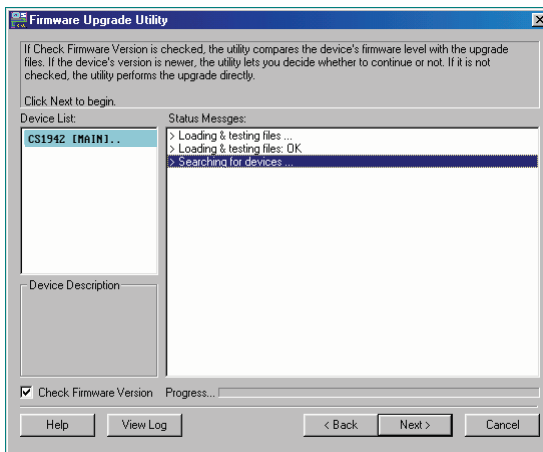 Firmware Upgrade Utility
If Check Firmware Version is checked, the utility compares the device's firmware level with the upgrade
files. If the device's version is newer, the utility lets you decide whether to continue or not. If it is not
checked, the utility performs the upgrade directly.
Click Next to begin.
Device List:
Status Messges:
CS1942 [MAIN]..
> Loading & testing files ...
> Loading & testing files: OK
> Searching for devices ...
Device Description
Check Firmware Version
Progress...
Help
View Log
< Back
Next >
Cancel